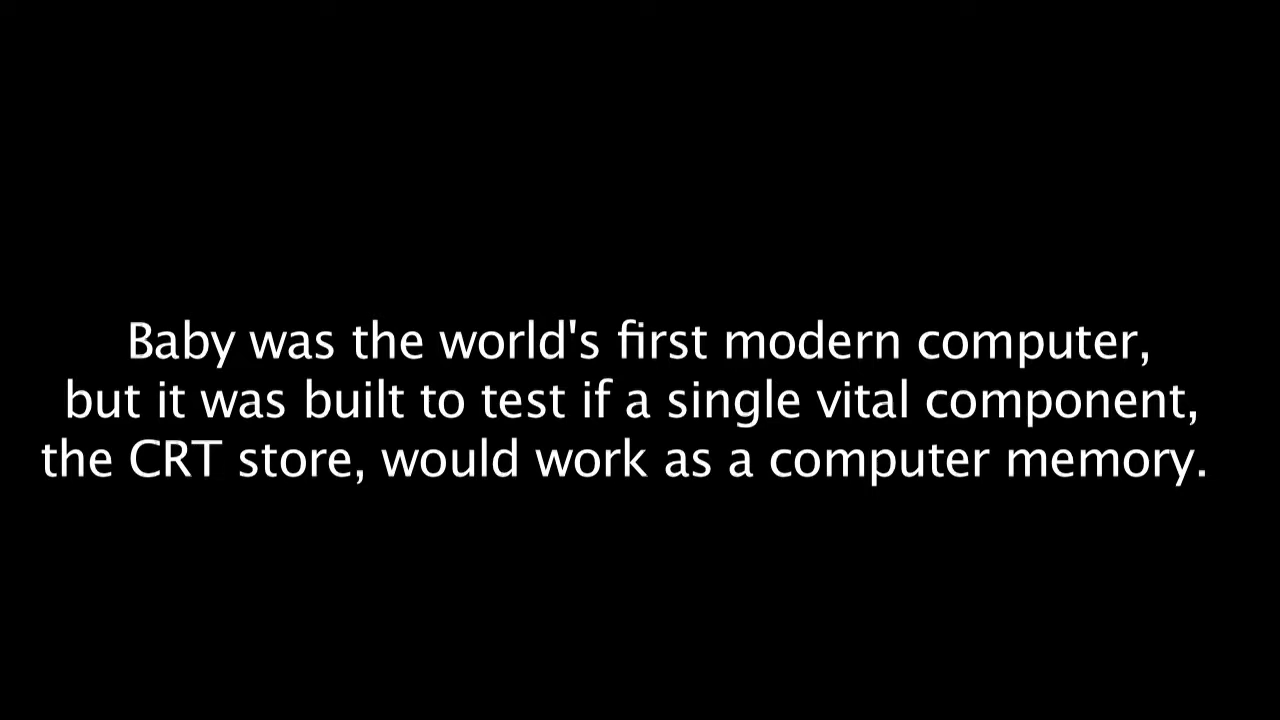 Baby was the world's first modern computer,
but it was built to test if a single vital component,
the CRT store, would work as a computer memory.